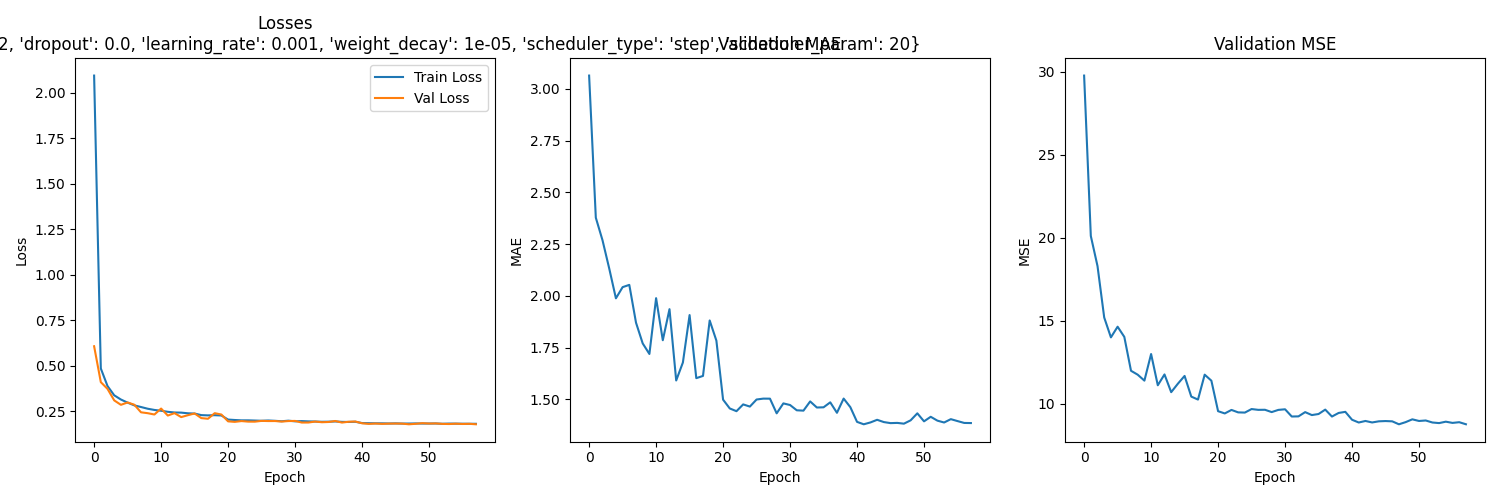 Losses
2, 'dropout': 0.0, 'learning_rate': 0.001, 'weight_decay': 1e-05, 'scheduler_type': 'step', 'scheduler_param': 20}
Validation MAE
Validation MSE
Train Loss
Val Loss
2.00
1.75
1.50
1.25
1.00
0.75
0.50
0.25
Loss
0 10 20 30 40 50
Epoch
3.00
2.75
2.50
2.25
2.00
1.75
1.50
MAE
0 10 20 30 40 50
Epoch
30
25
20
15
10
MSE
0 10 20 30 40 50
Epoch